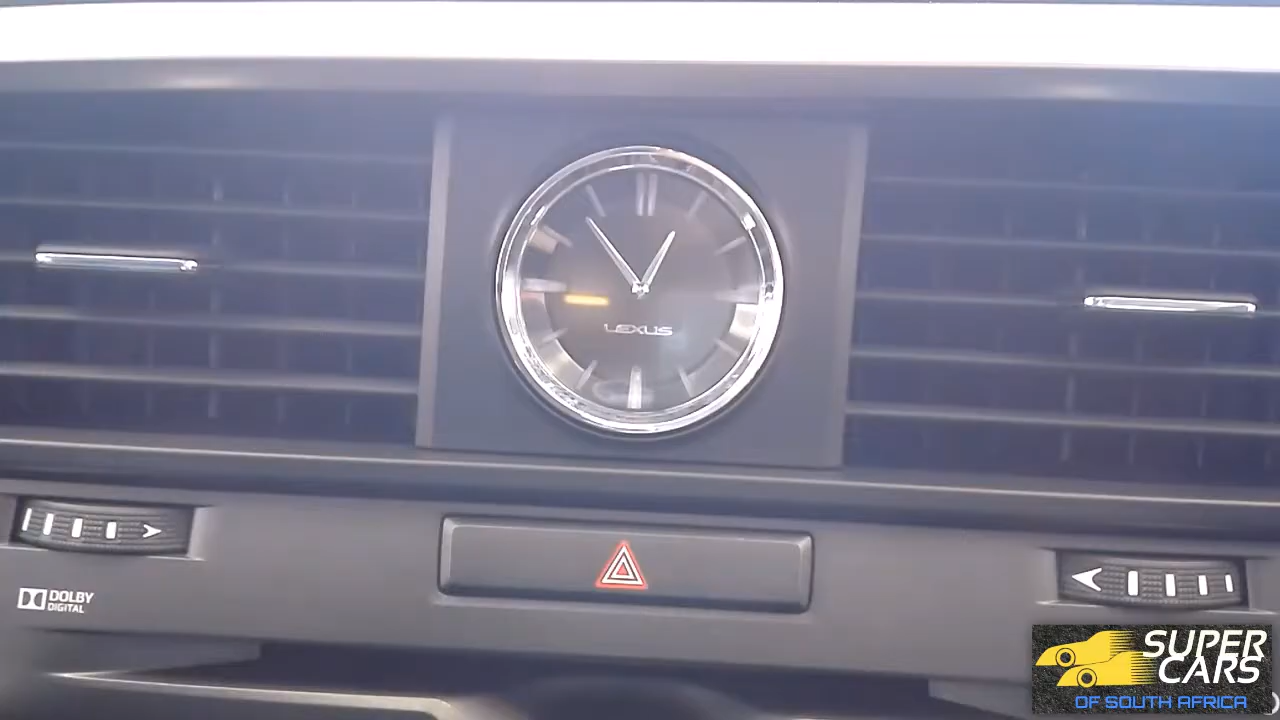 LEXUS
DOLBY
DIGITAL
SUPER
CARS
OF SOUTH AFRICA